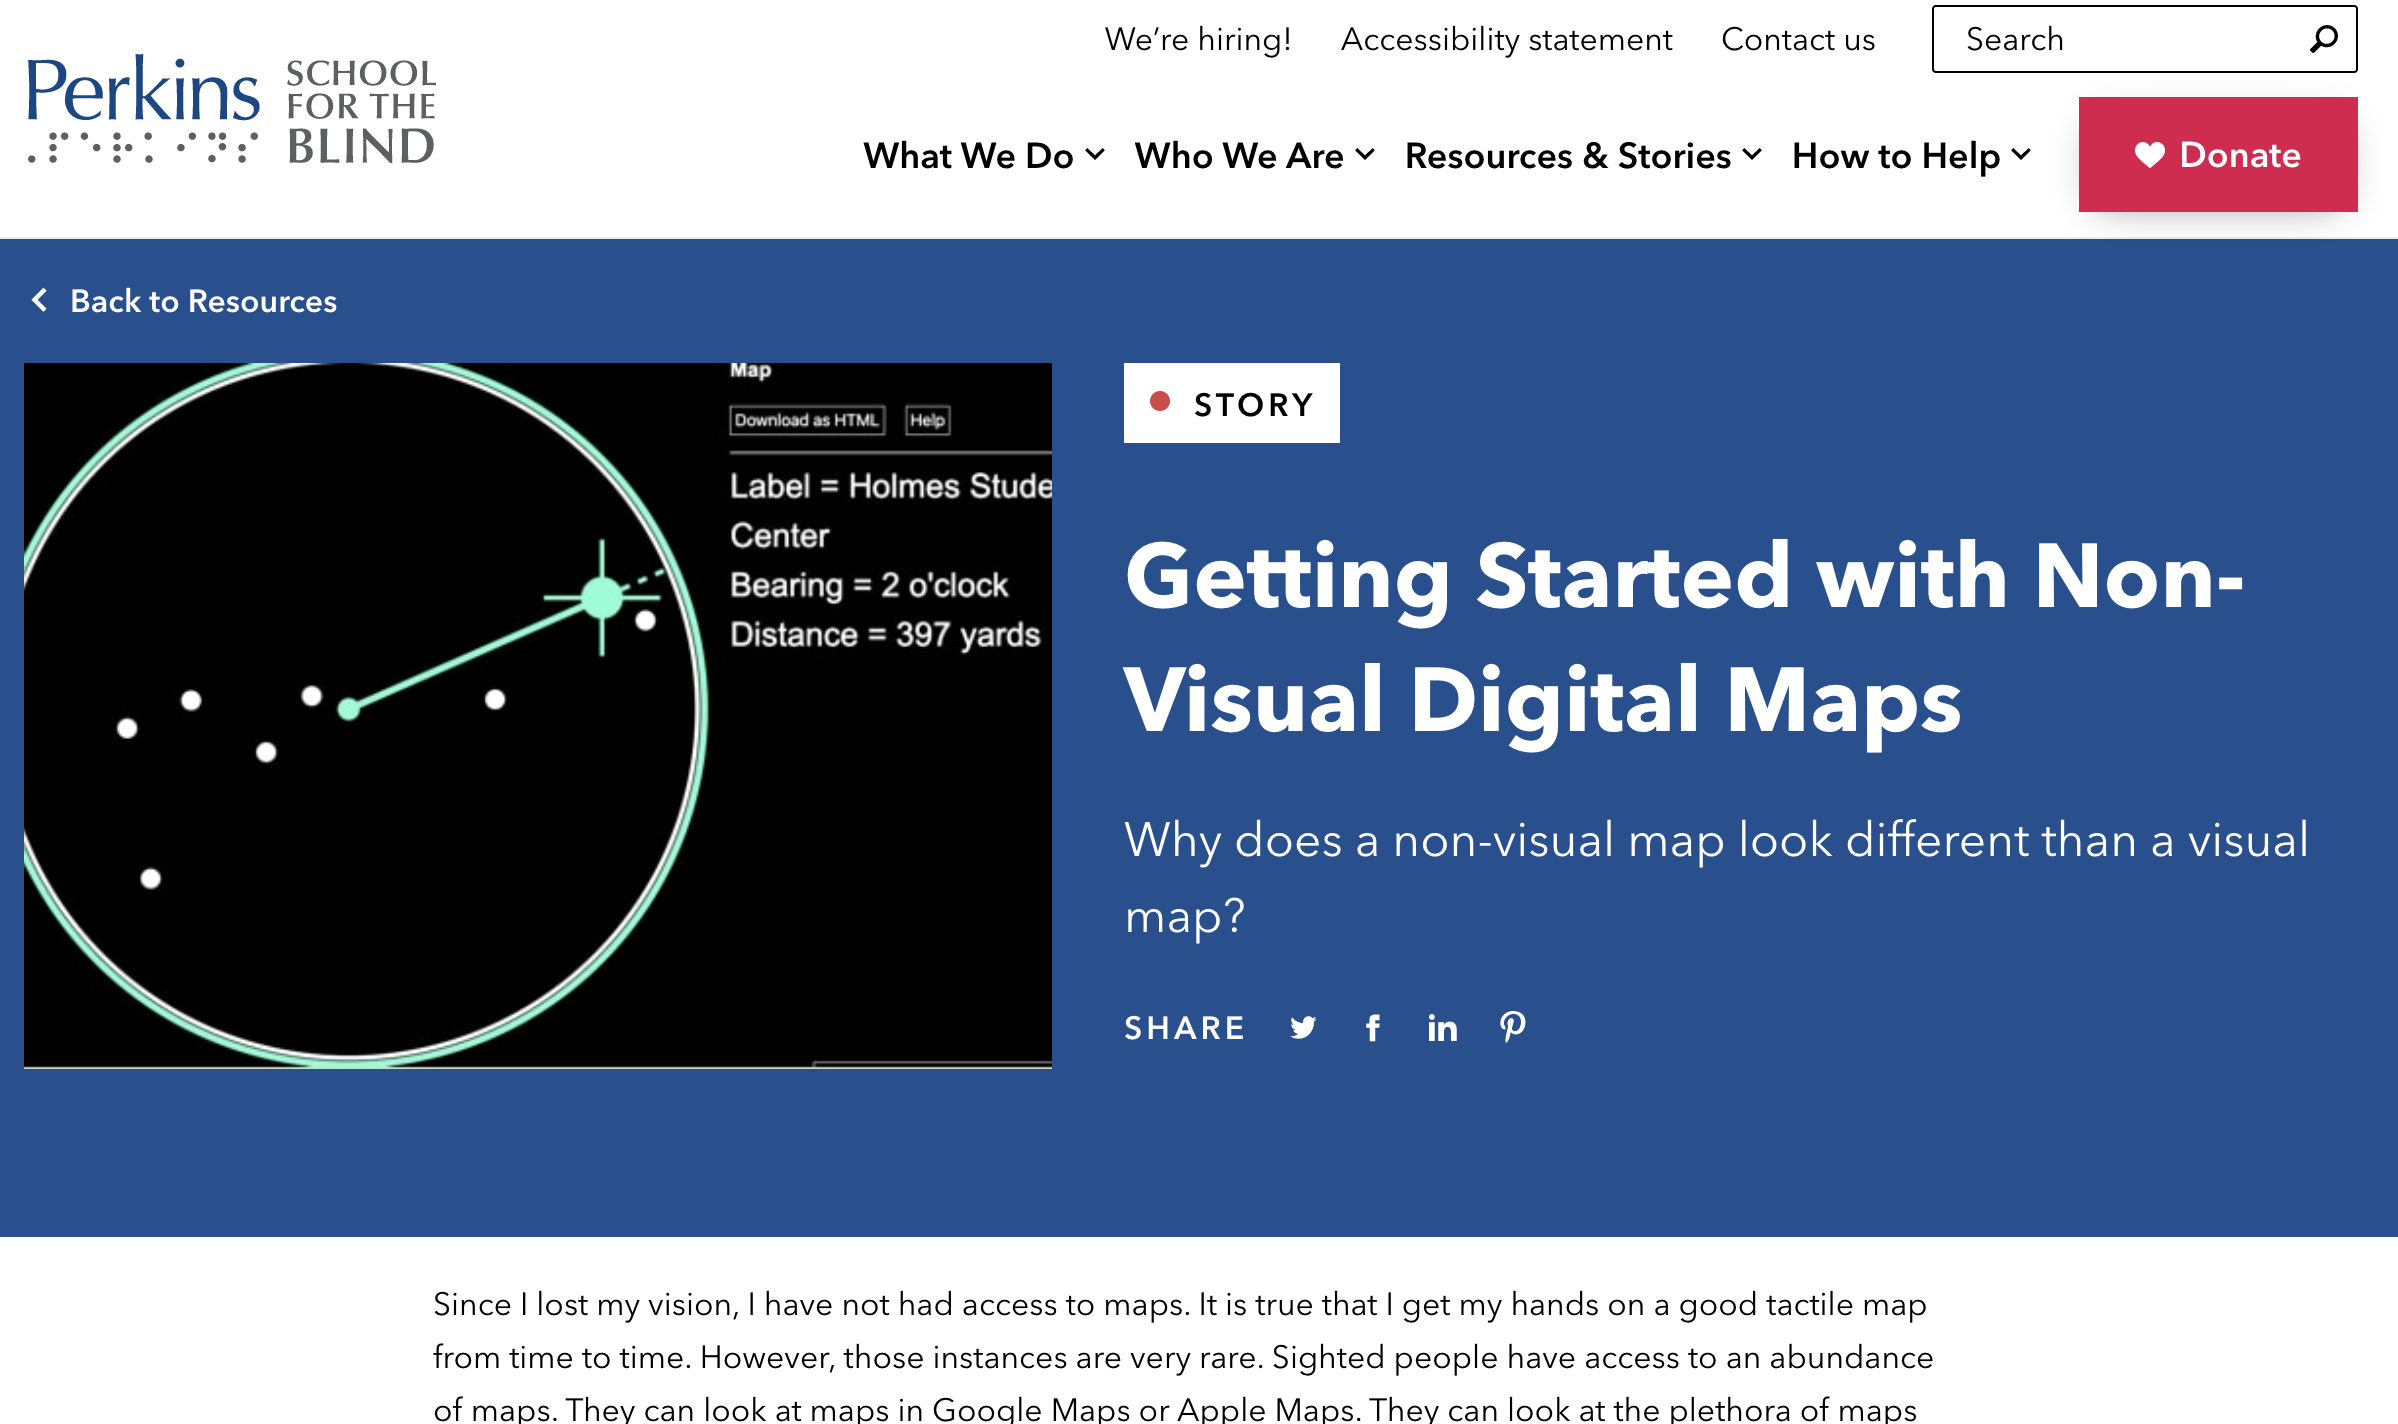 We're hiring!
Accessibility statement
Contact us
Search
Perkins
SCHOOL
FOR THE
BLIND
⠠⠏⠑⠗⠅⠊⠝⠎
What We Do
Who We Are
Resources & Stories
How to Help
Donate
Back to Resources
Map
Download as HTML
Help
Label = Holmes Stude
Center
Bearing = 2 o'clock
Distance = 397 yards
STORY
Getting Started with Non-
Visual Digital Maps
Why does a non-visual map look different than a visual
map?
SHARE
Since I lost my vision, I have not had access to maps. It is true that I get my hands on a good tactile map
from time to time. However, those instances are very rare. Sighted people have access to an abundance
of maps. They can look at maps in Google Maps or Apple Maps. They can look at the plethora of maps